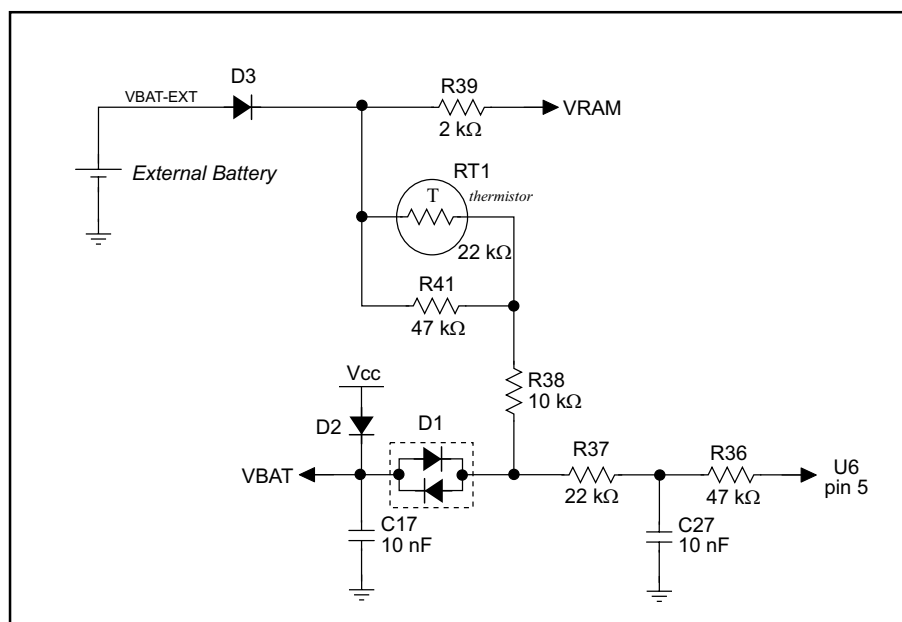 D3
VBAT-EXT
R39
2 kΩ
VRAM
External Battery
RT1
T
thermistor
22 kΩ
R41
47 kΩ
R38
10 kΩ
Vcc
D2
D1
VBAT
R37
22 kΩ
R36
47 kΩ
U6
pin 5
C17
10 nF
C27
10 nF